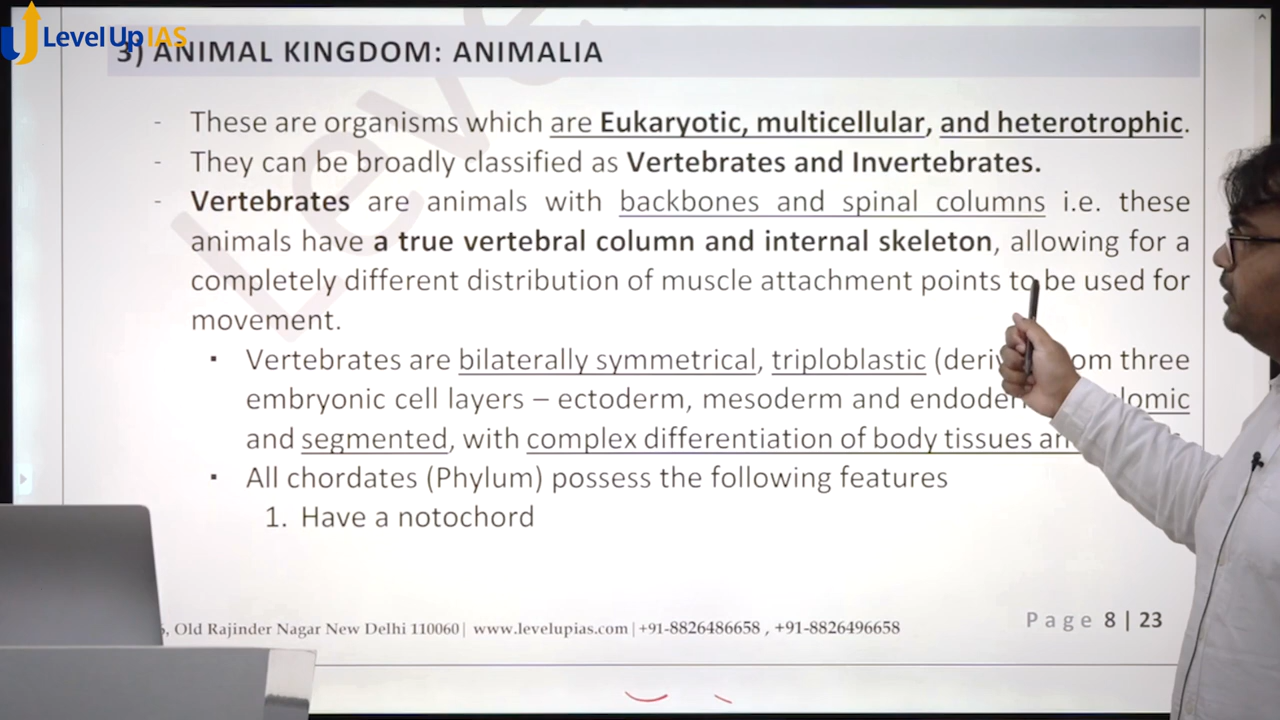 Level Up IAS
3) ANIMAL KINGDOM: ANIMALIA
- These are organisms which are Eukaryotic, multicellular, and heterotrophic.
- They can be broadly classified as Vertebrates and Invertebrates.
- Vertebrates are animals with backbones and spinal columns i.e. these
animals have a true vertebral column and internal skeleton, allowing for a
completely different distribution of muscle attachment points to be used for
movement.
▪ Vertebrates are bilaterally symmetrical, triploblastic (deri om three
embryonic cell layers – ectoderm, mesoderm and endoder lomic
and segmented, with complex differentiation of body tissues an
▪ All chordates (Phylum) possess the following features
1. Have a notochord
, Old Rajinder Nagar New Delhi 110060| www.levelupias.com |+91-8826486658 , +91-8826496658
Page 8 | 23